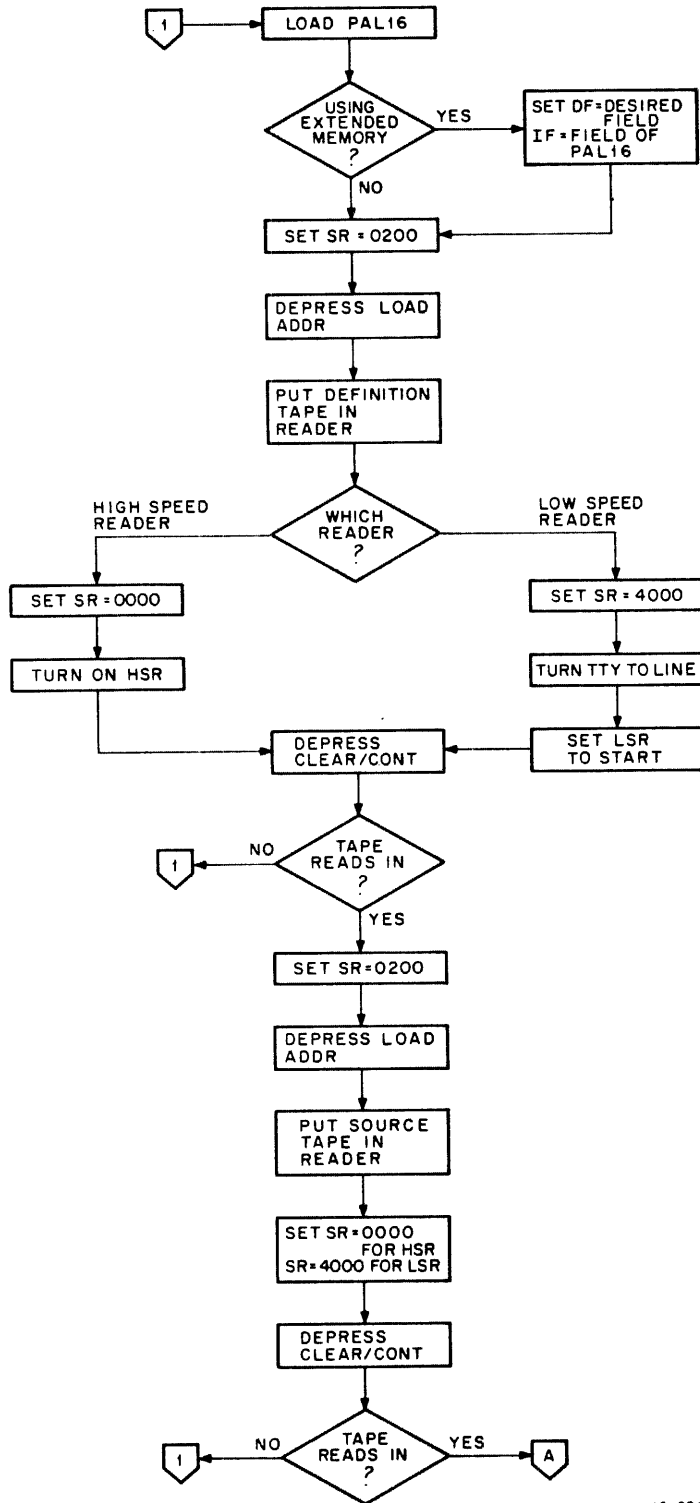 1
LOAD PAL16
USING
EXTENDED
MEMORY
?
YES
SET DF=DESIRED
FIELD
IF=FIELD OF
PAL16
NO
SET SR=0200
DEPRESS LOAD
ADDR
PUT DEFINITION
TAPE IN
READER
HIGH SPEED
READER
WHICH
READER
?
LOW SPEED
READER
SET SR=0000
SET SR=4000
TURN ON HSR
TURN TTY TO LINE
DEPRESS
CLEAR/CONT
SET LSR
TO START
1
NO
TAPE
READS IN
?
YES
SET SR=0200
DEPRESS LOAD
ADDR
PUT SOURCE
TAPE IN
READER
SET SR=0000
FOR HSR
SR=4000 FOR LSR
DEPRESS
CLEAR/CONT
1
NO
TAPE
READS IN
?
YES
A